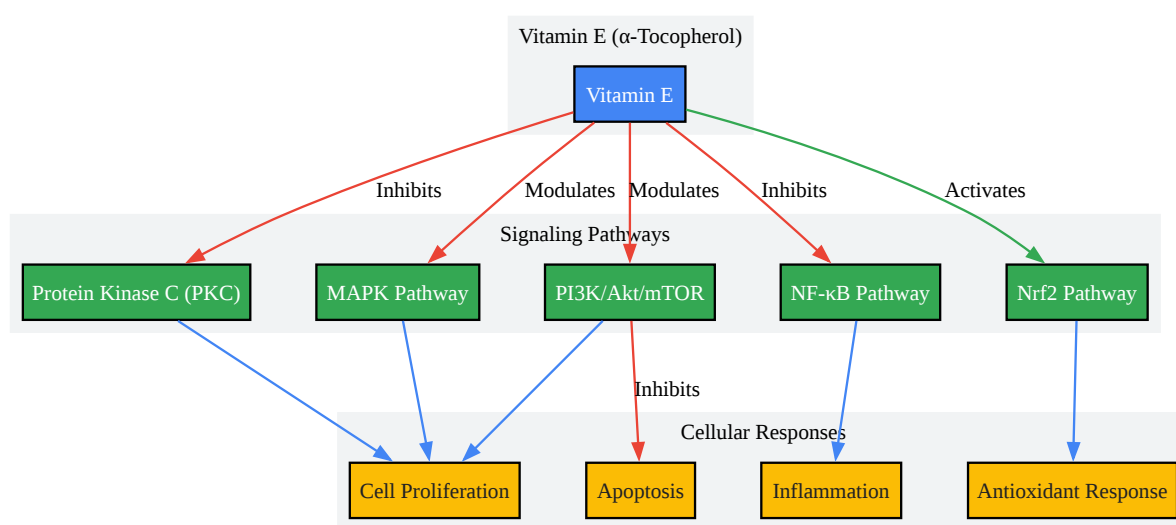 Vitamin E (α-Tocopherol)
Vitamin E
Inhibits
Modulates
Modulates
Inhibits
Activates
Signaling Pathways
Protein Kinase C (PKC)
MAPK Pathway
PI3K/Akt/mTOR
NF-κB Pathway
Nrf2 Pathway
Inhibits
Cellular Responses
Cell Proliferation
Apoptosis
Inflammation
Antioxidant Response